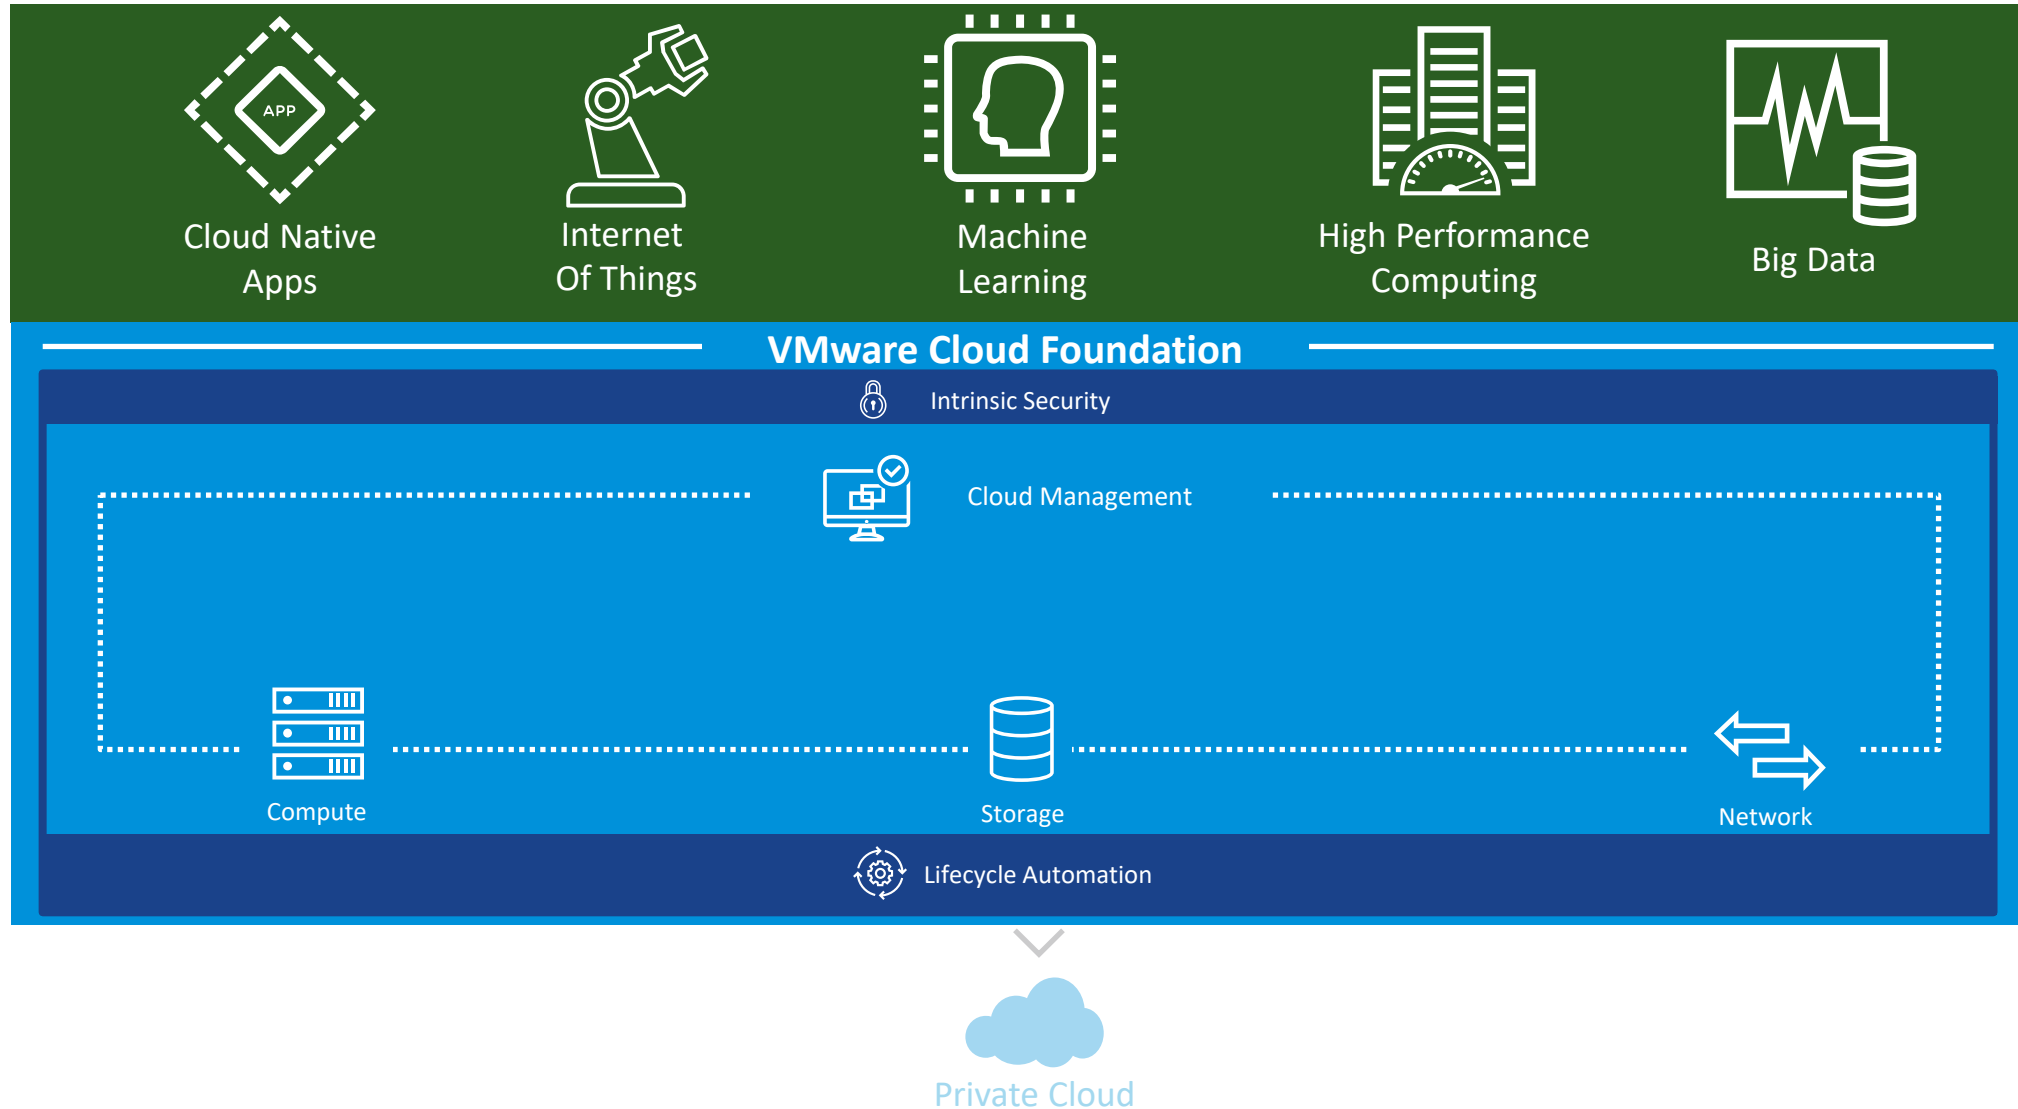 APP
Cloud Native
Apps
Internet
Of Things
Machine
Learning
High Performance
Computing
Big Data
VMware Cloud Foundation
Intrinsic Security
Cloud Management
Compute
Storage
Network
Lifecycle Automation
Private Cloud